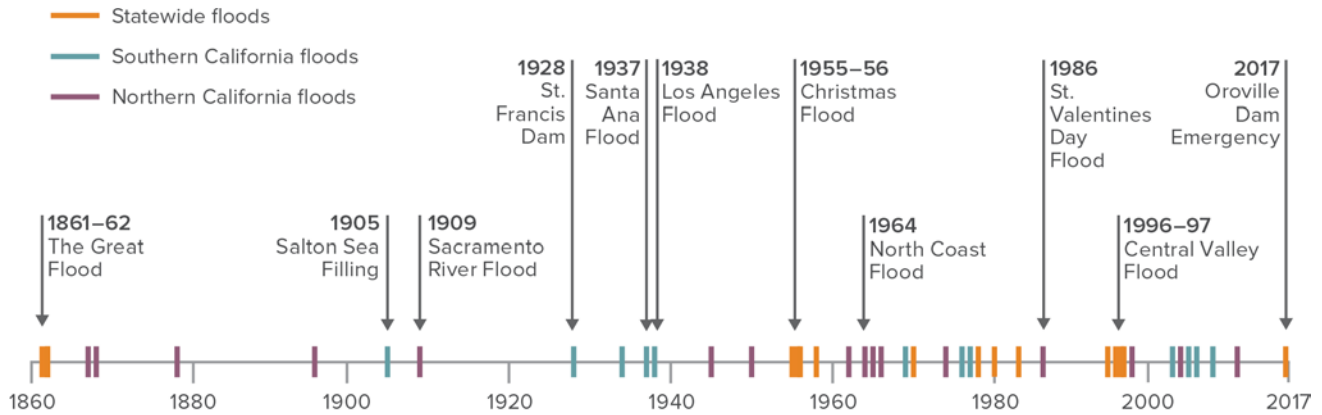 Statewide floods
Southern California floods
Northern California floods
1928
St.
Francis
Dam
1937
Santa
Ana
Flood
1938
Los Angeles
Flood
1955–56
Christmas
Flood
1986
St.
Valentines
Day
Flood
2017
Oroville
Dam
Emergency
1861–62
The Great
Flood
1905
Salton Sea
Filling
1909
Sacramento
River Flood
1964
North Coast
Flood
1996–97
Central Valley
Flood
1860 1880 1900 1920 1940 1960 1980 2000 2017